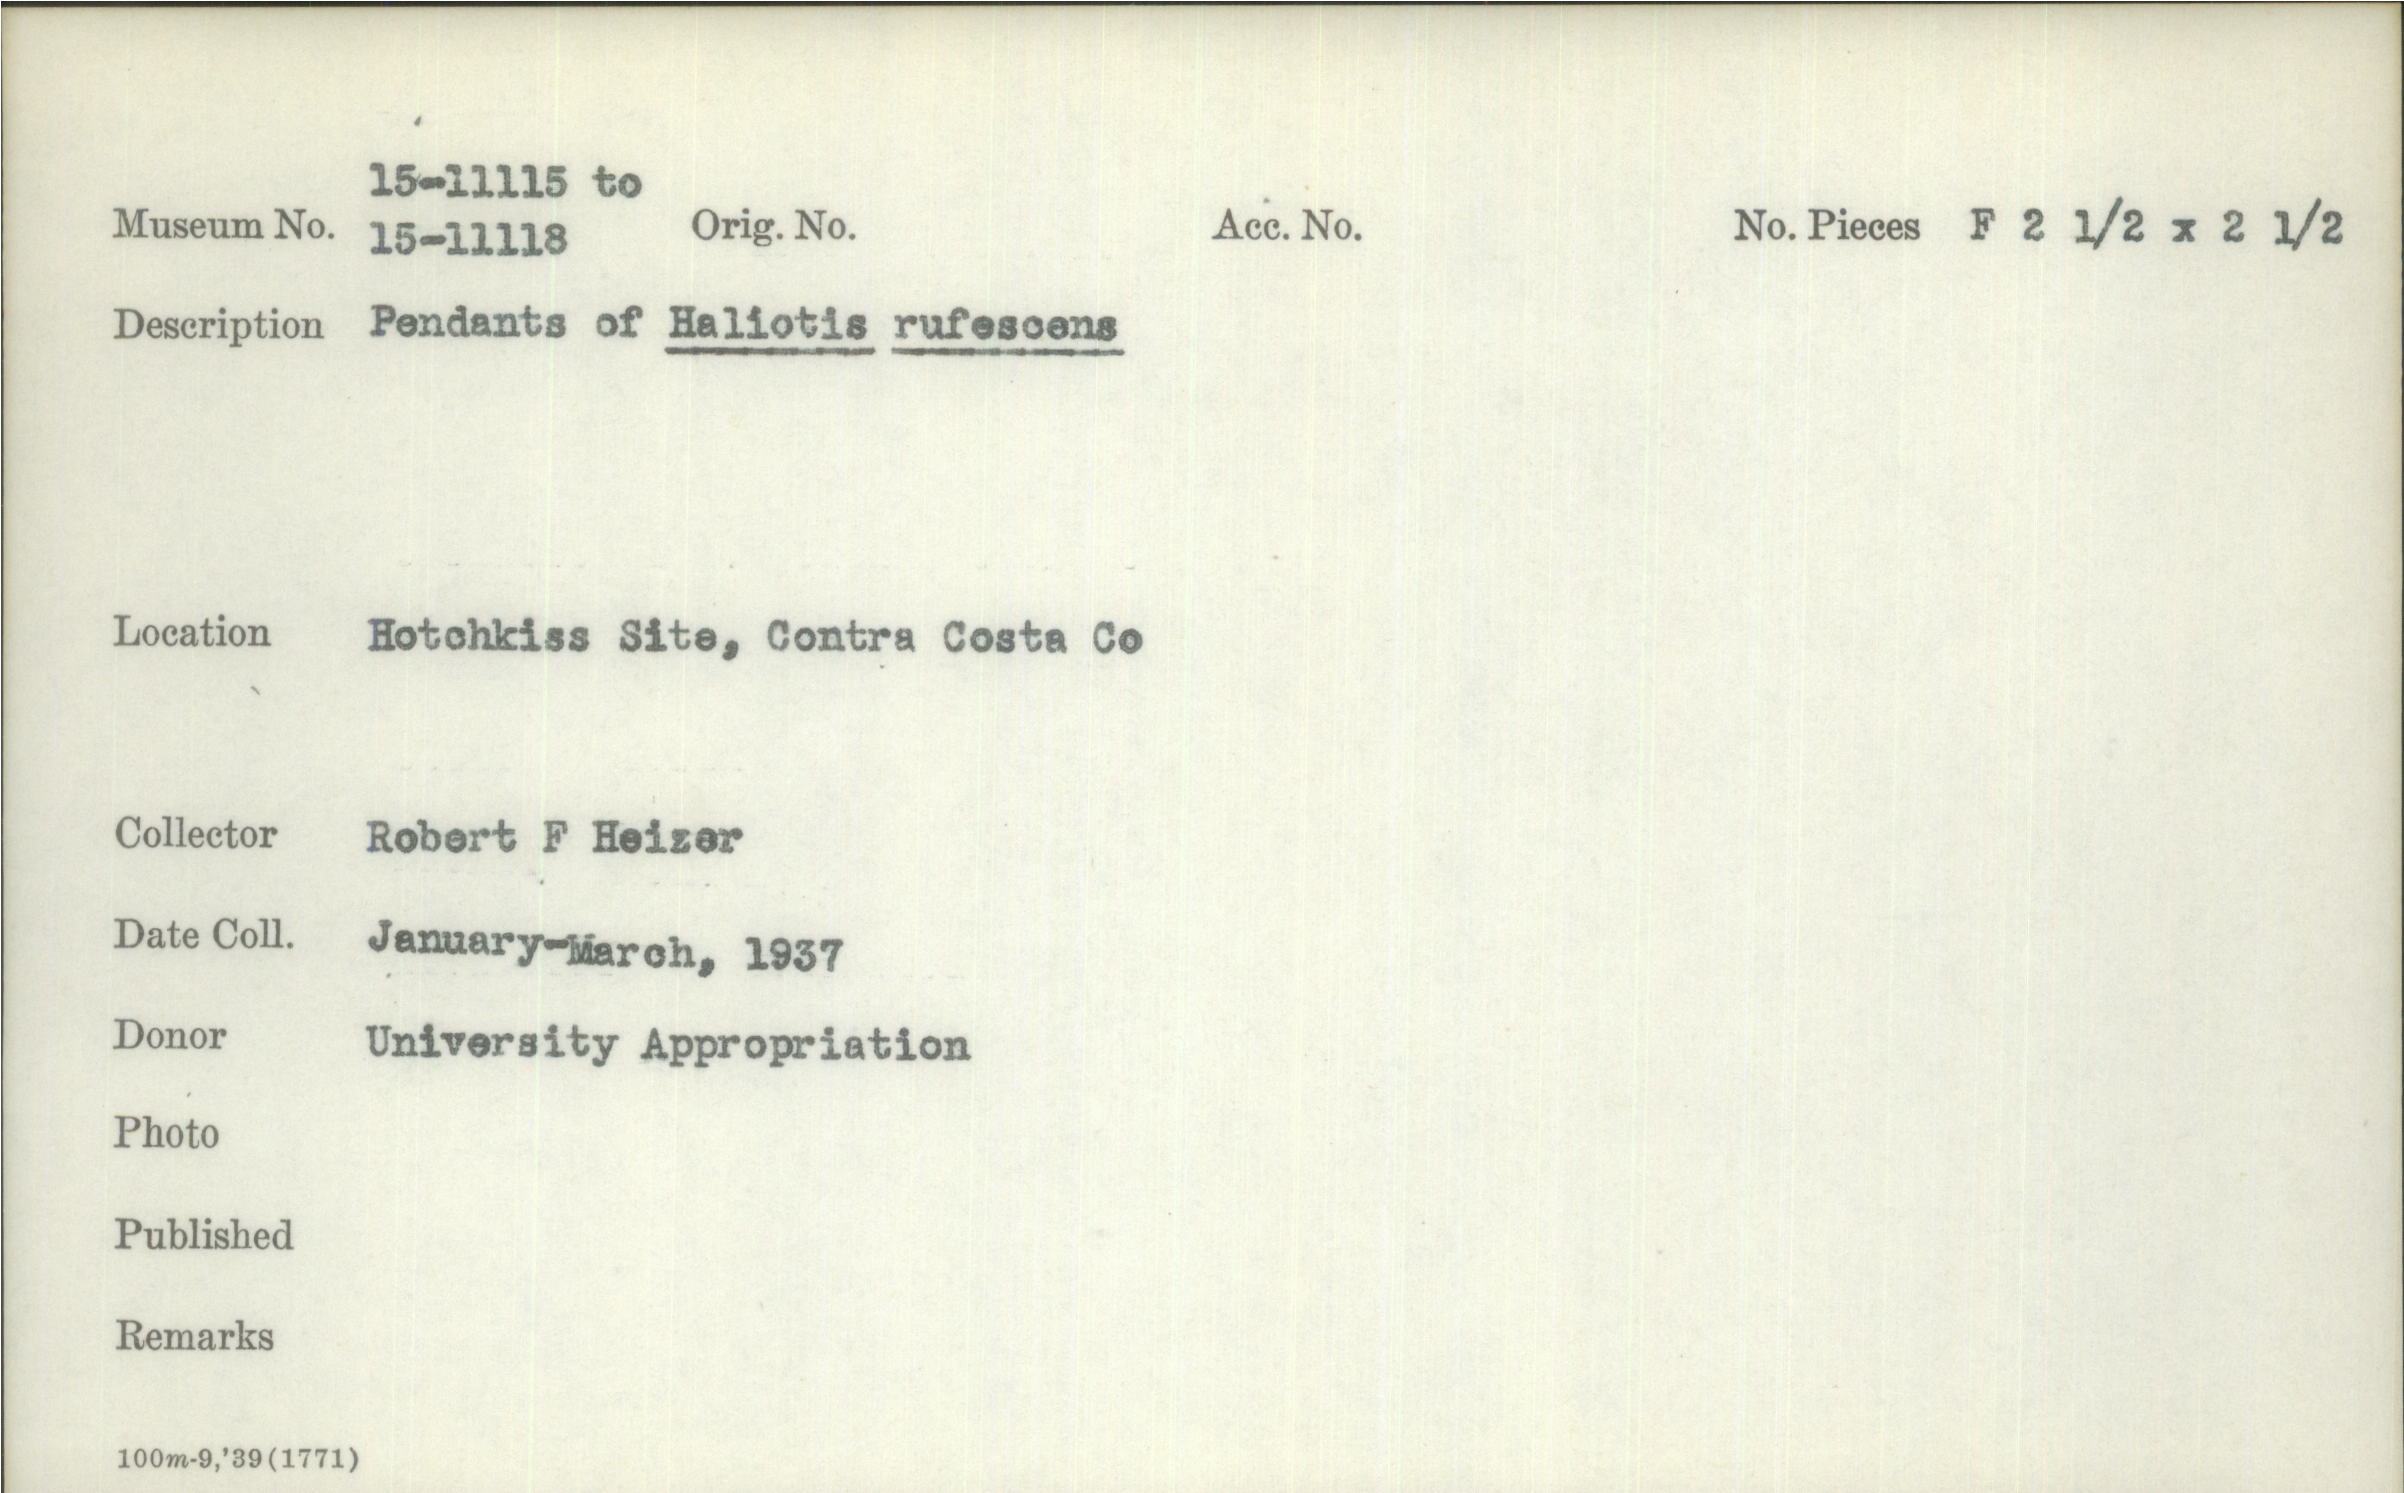 15-11115 to
Museum No. 15-11118 Orig. No. Acc. No. No. Pieces F 2 1/2 x 2 1/2
Description Pendants of Haliotis rufescens
Location Hotchkiss Site, Contra Costa Co
Collector Robert F Heizer
Date Coll. January-March, 1937
Donor University Appropriation
Photo
Published
Remarks
100m-9,'39(1771)